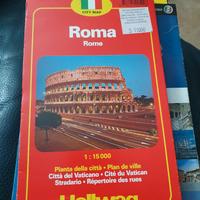 CITY MAP
Roma
Rome
1 : 15 000
Pianta della città · Plan de ville
Città del Vaticano · Cité du Vatican
Stradario · Répertoire des rues
Hallwag